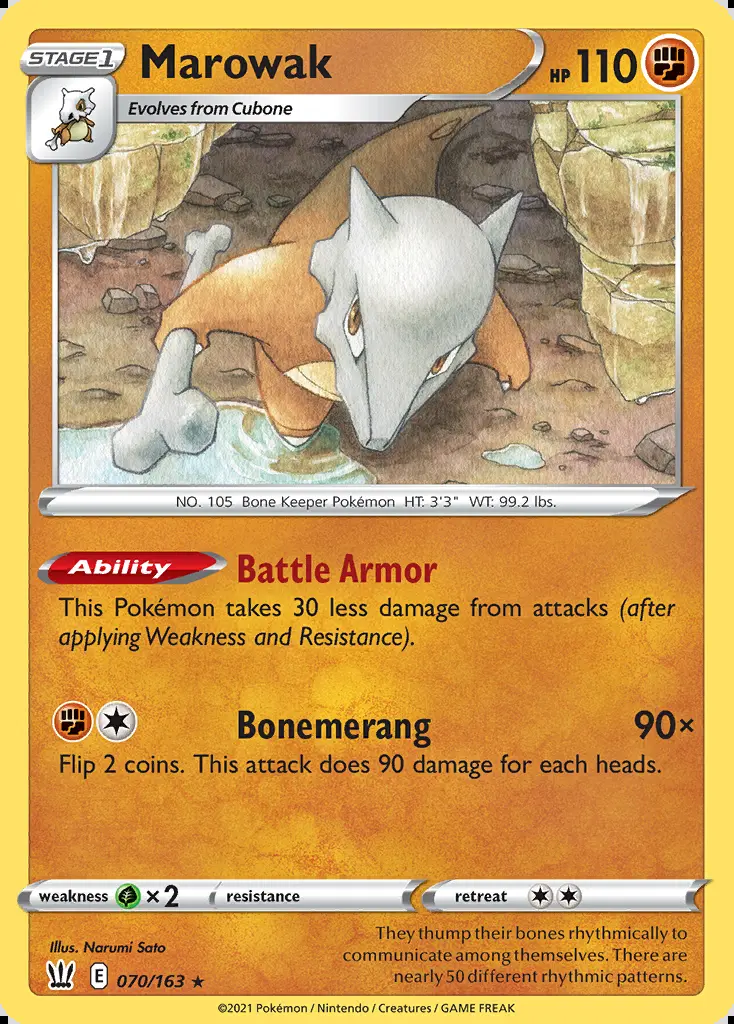 STAGE 1
Marowak
HP 110
Evolves from Cubone
NO. 105 Bone Keeper Pokémon HT: 3'3" WT: 99.2 lbs.
Ability Battle Armor
This Pokémon takes 30 less damage from attacks (after
applying Weakness and Resistance).
Bonemerang 90×
Flip 2 coins. This attack does 90 damage for each heads.
weakness ×2 resistance retreat
Illus. Narumi Sato
They thump their bones rhythmically to
communicate among themselves. There are
nearly 50 different rhythmic patterns.
E 070/163 ★
©2021 Pokémon / Nintendo / Creatures / GAME FREAK